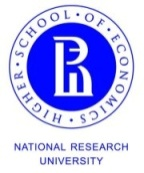 HIGHER · SCHOOL · OF · ECONOMICS ·
NATIONAL RESEARCH
UNIVERSITY